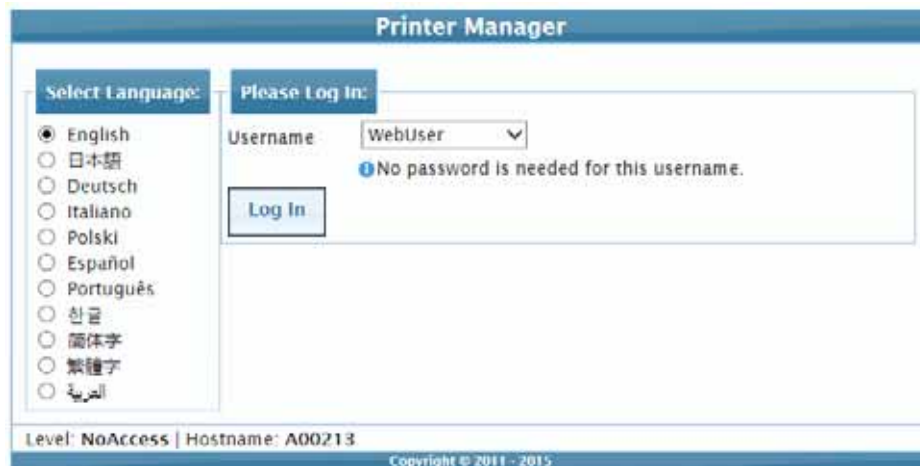 Printer Manager
Select Language:
English
日本語
Deutsch
Italiano
Polski
Español
Português
한글
简体字
繁體字
العربية
Please Log In:
Username WebUser
No password is needed for this username.
Log In
Level: NoAccess | Hostname: A00213
Copyright © 2011 - 2015